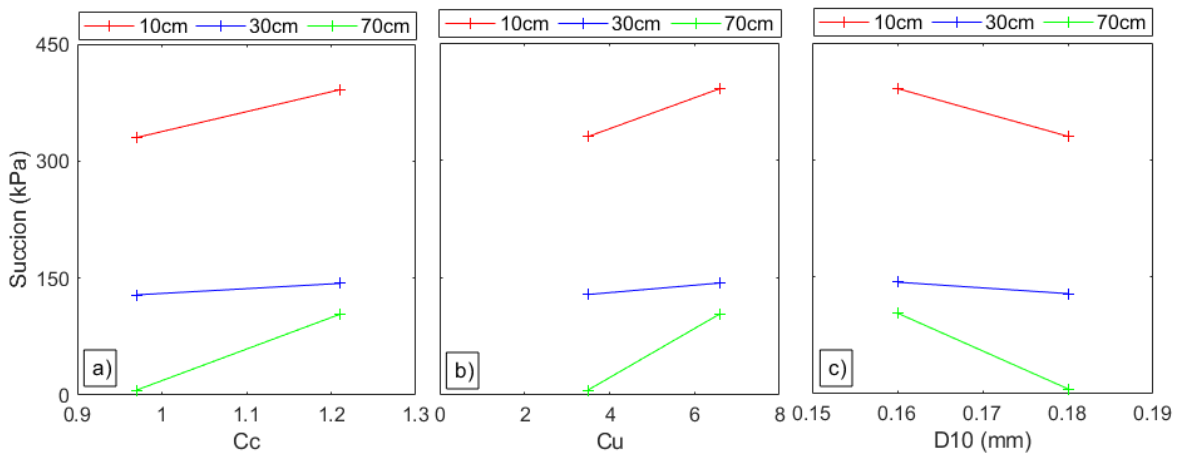 10cm 30cm 70cm
10cm 30cm 70cm
10cm 30cm 70cm
450
300
150
0
Succion (kPa)
a)
b)
c)
0.9 1 1.1 1.2 1.3
0 2 4 6 8
0.15 0.16 0.17 0.18 0.19
Cc
Cu
D10 (mm)